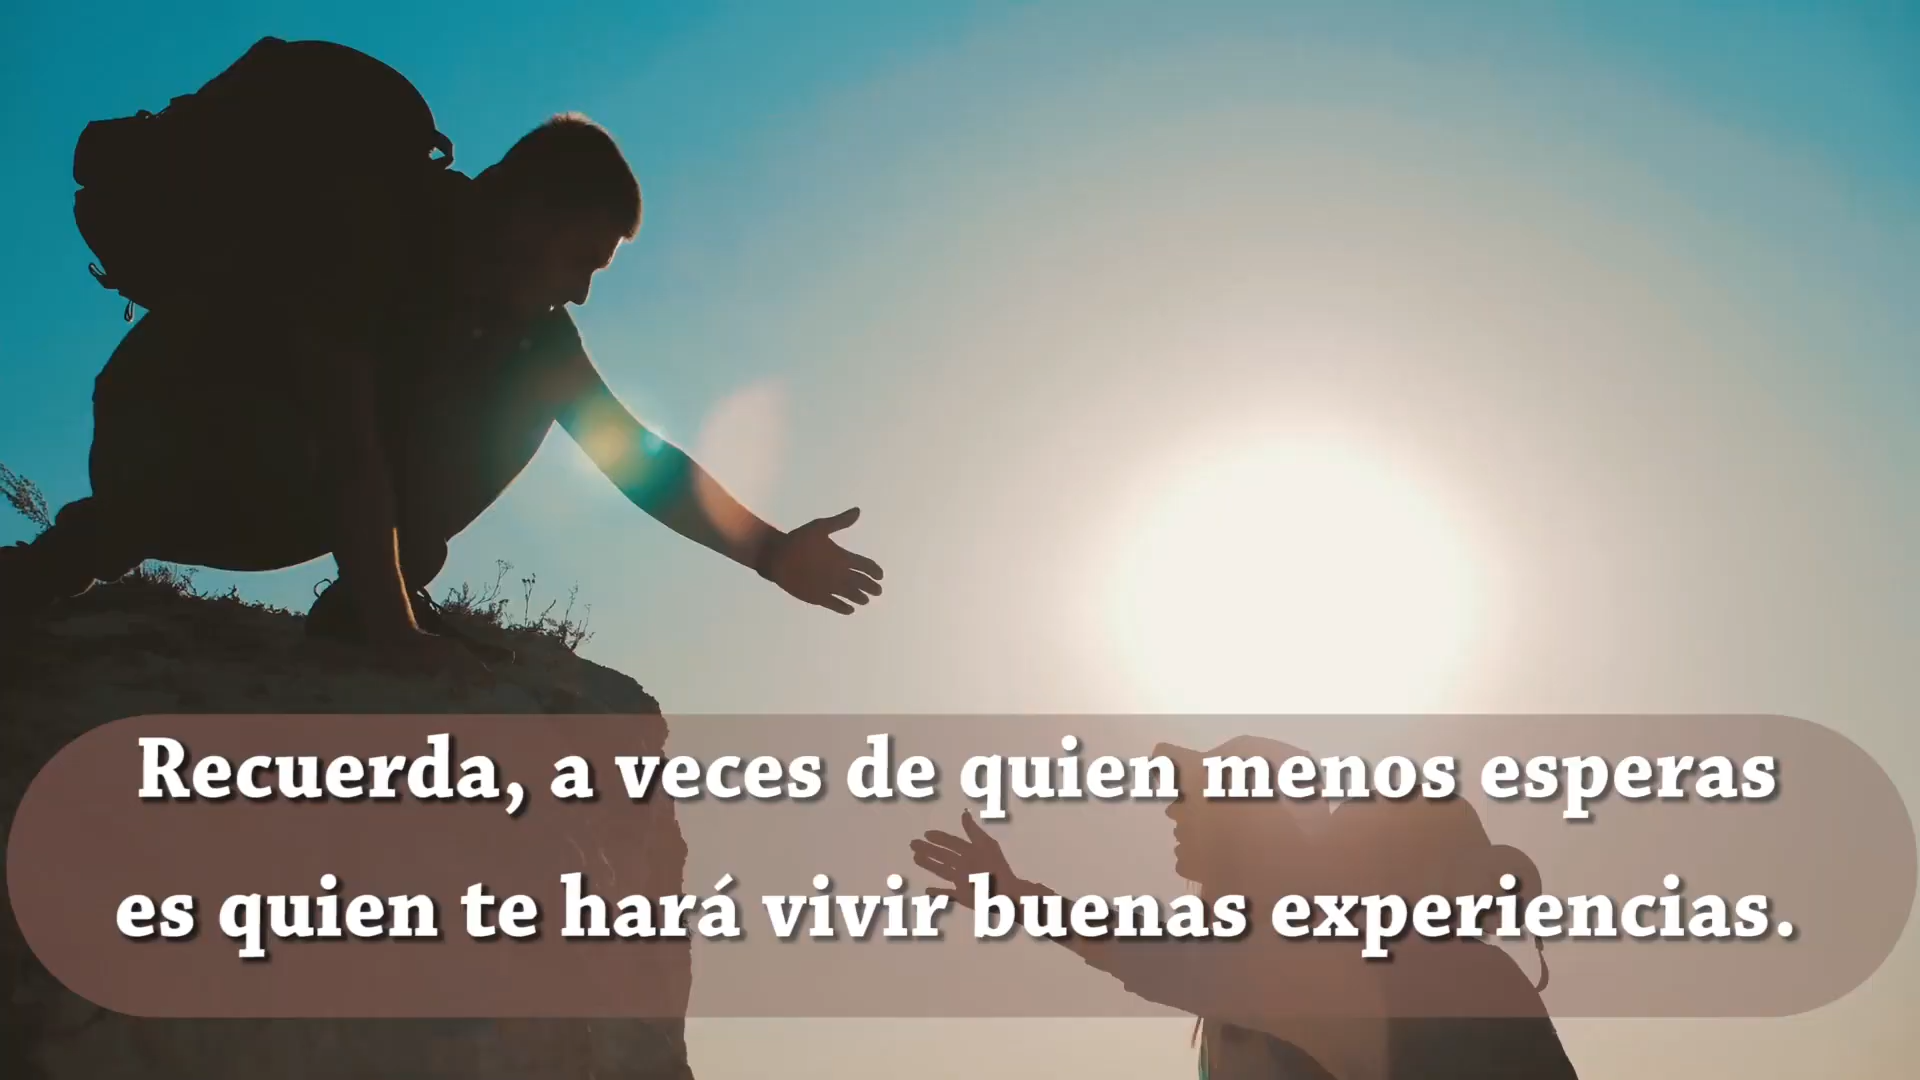 Recuerda, a veces de quien menos esperas
es quien te hará vivir buenas experiencias.